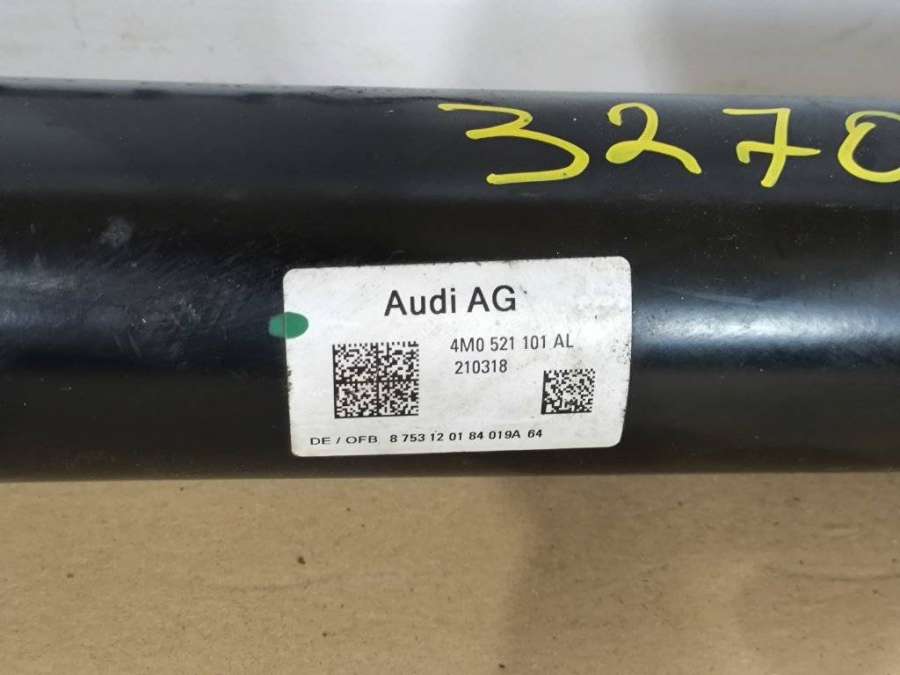 3270
Audi AG
4M0 521 101 AL
210318
DE / OFB 8 753 12 01 84 019A 64